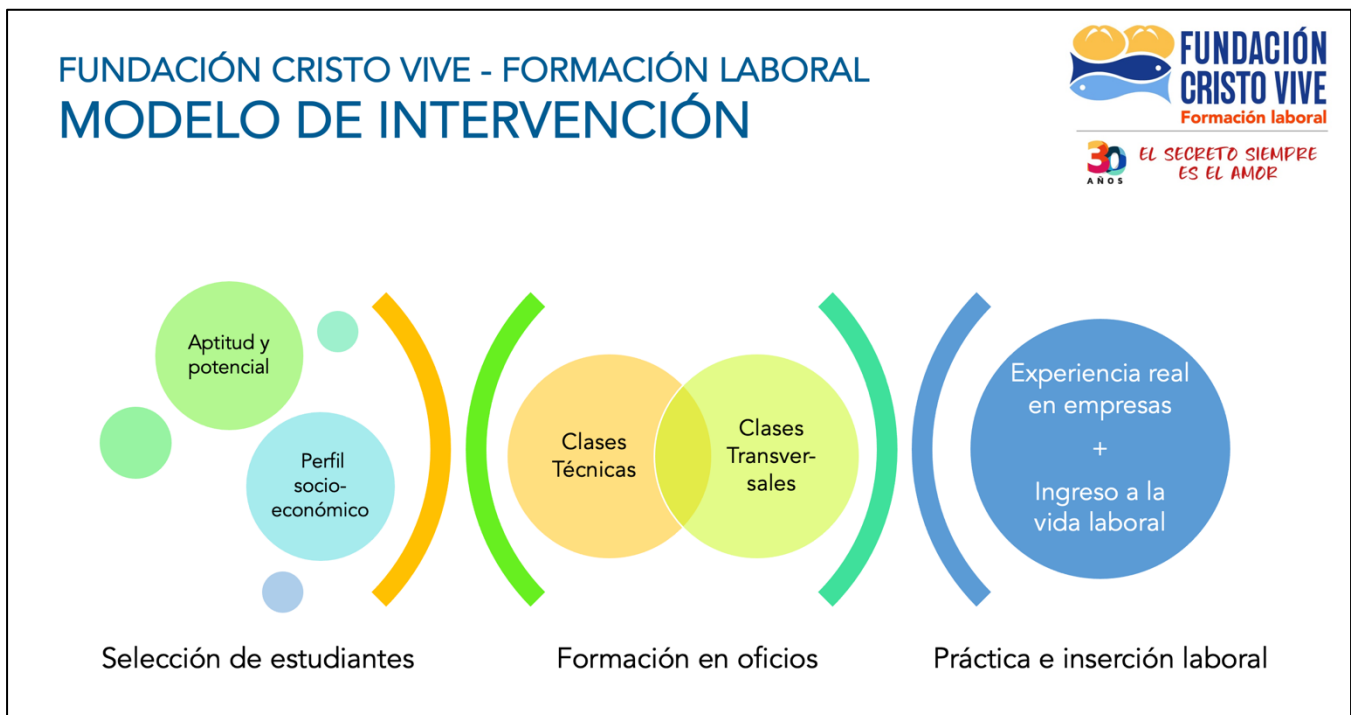 FUNDACIÓN CRISTO VIVE - FORMACIÓN LABORAL
MODELO DE INTERVENCIÓN
FUNDACIÓN
CRISTO VIVE
Formación laboral
30
AÑOS
EL SECRETO SIEMPRE
ES EL AMOR
Aptitud y
potencial
Perfil
socio-
económico
Selección de estudiantes
Clases
Técnicas
Clases
Transver-
sales
Formación en oficios
Experiencia real
en empresas
+
Ingreso a la
vida laboral
Práctica e inserción laboral